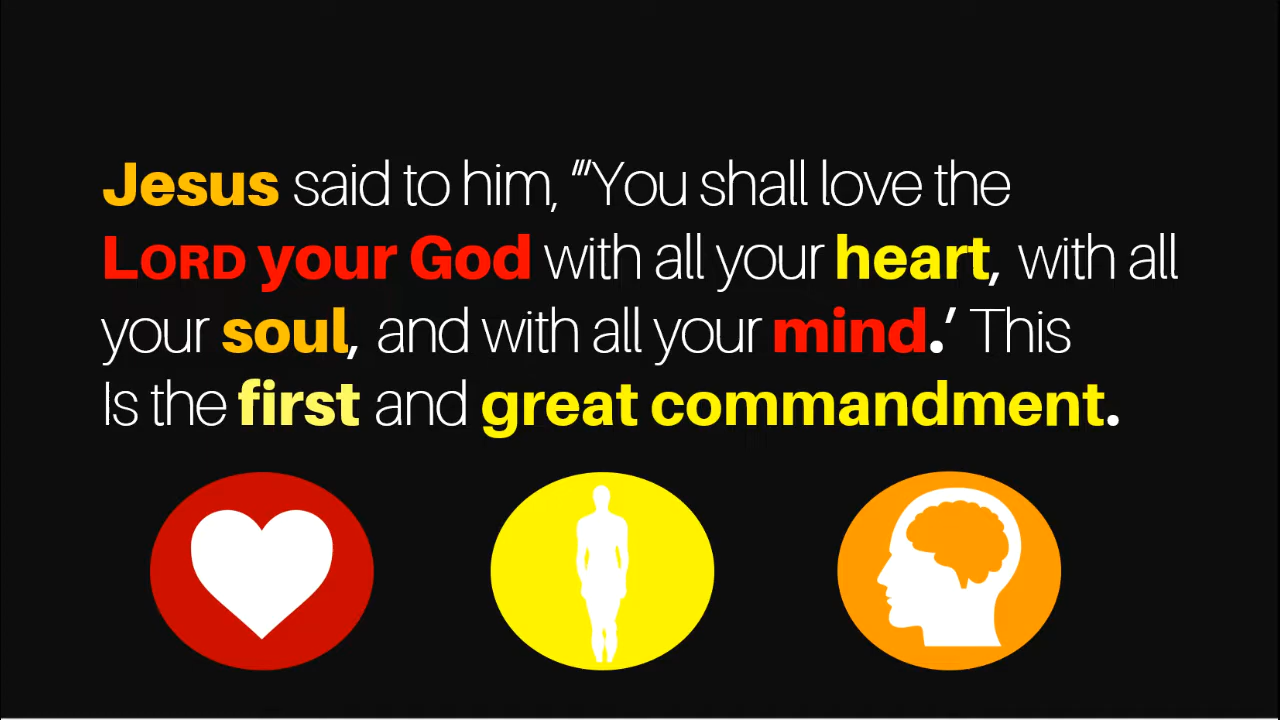 Jesus said to him, “‘You shall love the
LORD your God with all your heart, with all
your soul, and with all your mind.’ This
Is the first and great commandment.